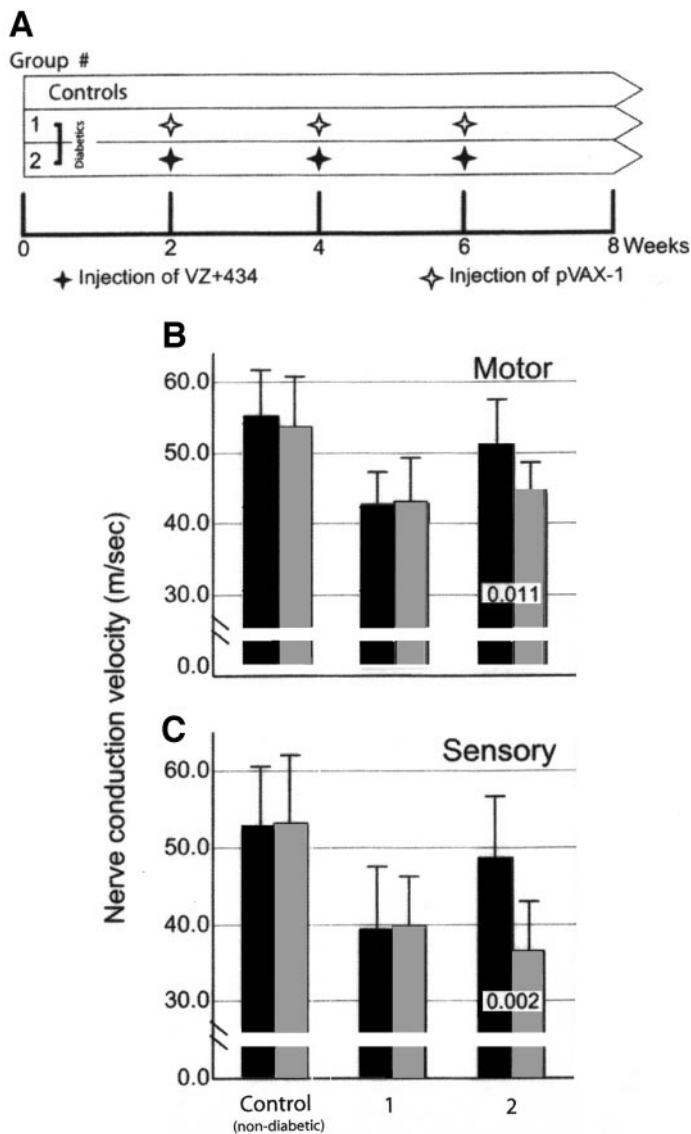 A
Group #
Controls
1
Diabetics
2
0 2 4 6 8 Weeks
Injection of VZ+434 Injection of pVAX-1
B
Motor
60.0
50.0
40.0
30.0
0.011
0.0
Nerve conduction velocity (m/sec)
C
Sensory
60.0
50.0
40.0
30.0
0.002
0.0
Control 1 2
(non-diabetic)